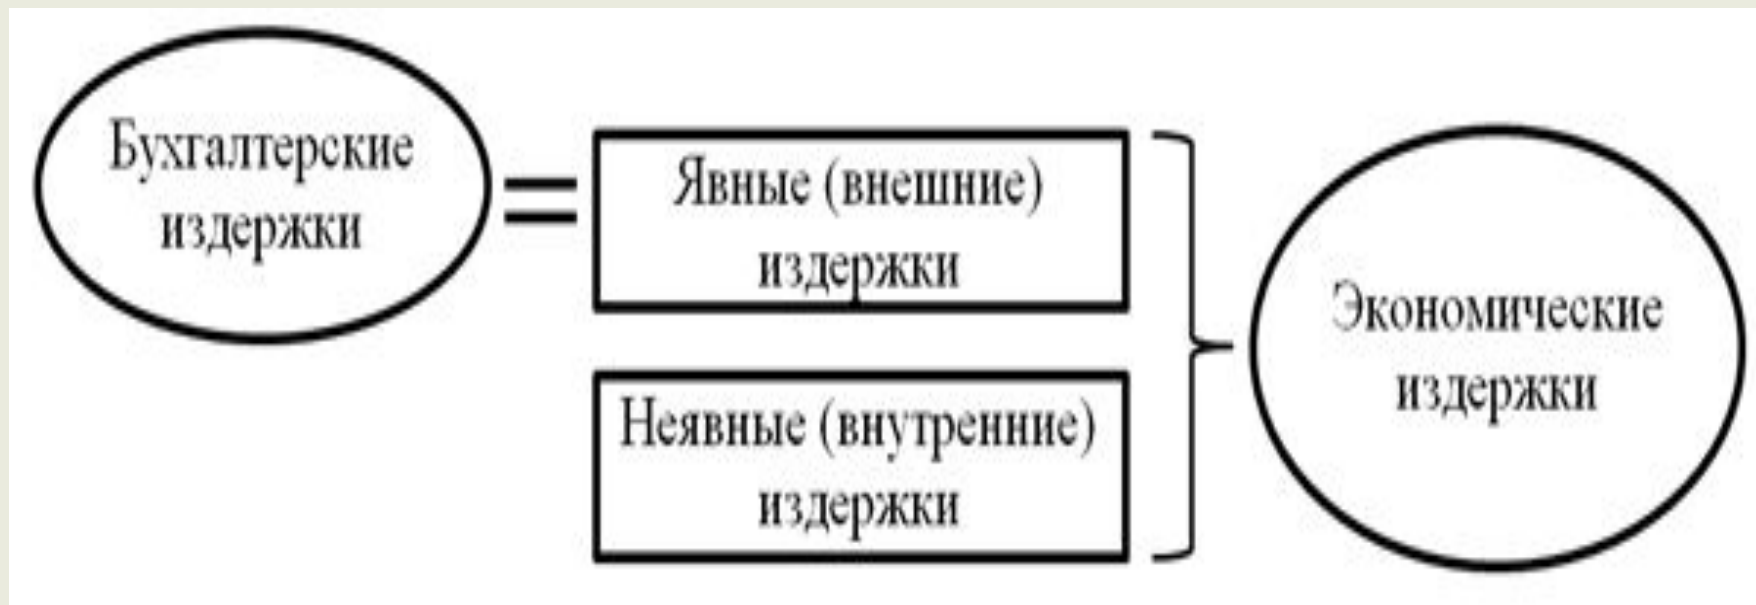 Бухгалтерские
издержки
=
Явные (внешние)
издержки
Неявные (внутренние)
издержки
Экономические
издержки